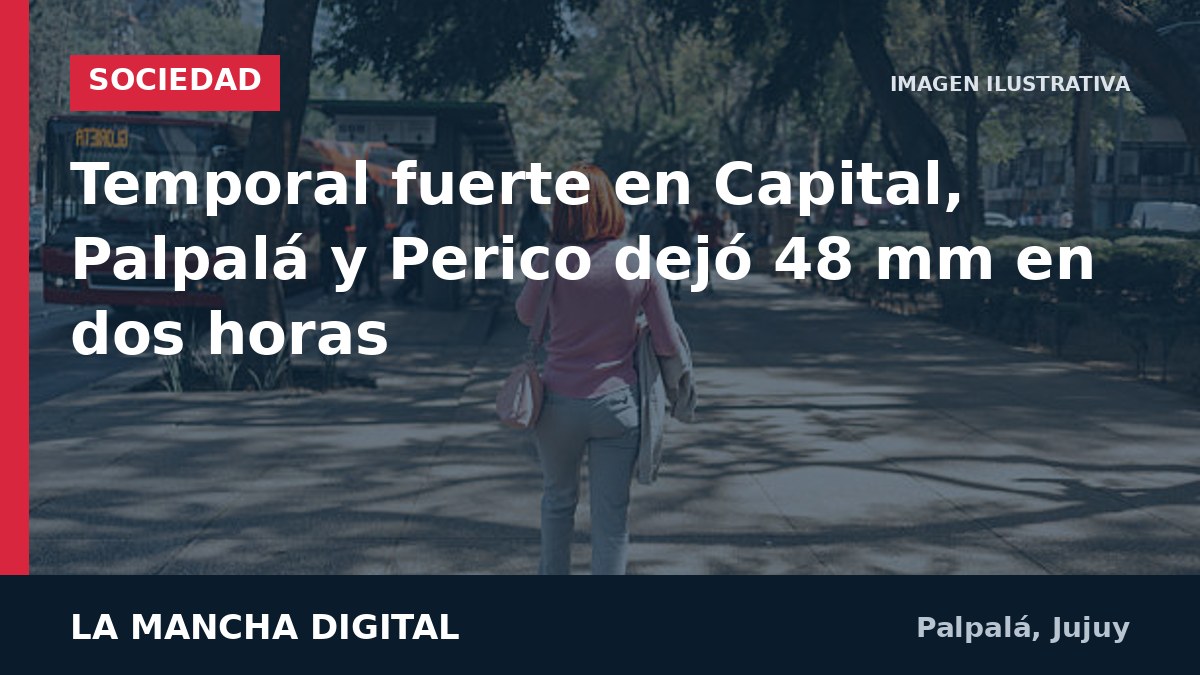 SOCIEDAD
IMAGEN ILUSTRATIVA
Temporal fuerte en Capital,
Palpalá y Perico dejó 48 mm en
dos horas
LA MANCHA DIGITAL
Palpalá, Jujuy